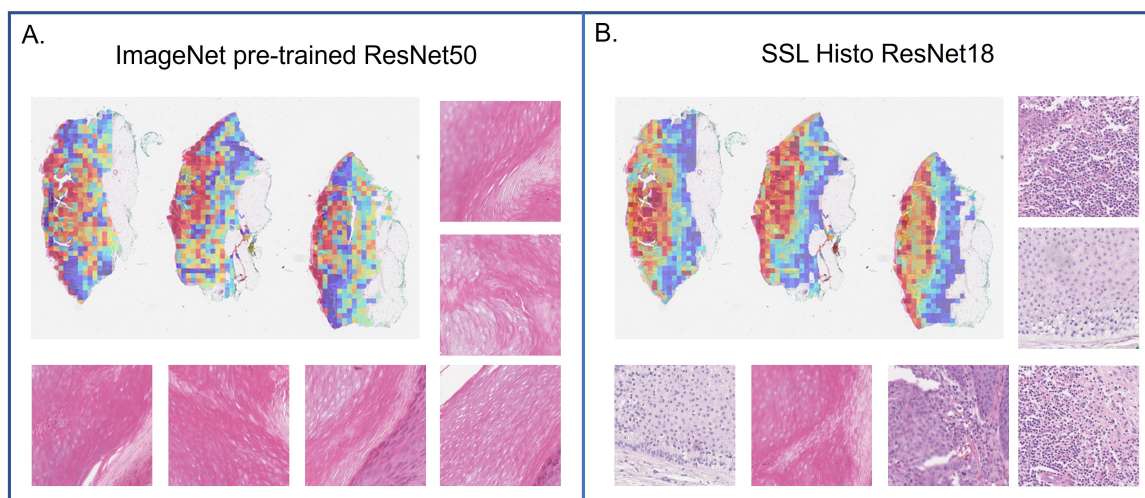 A.
ImageNet pre-trained ResNet50
B.
SSL Histo ResNet18